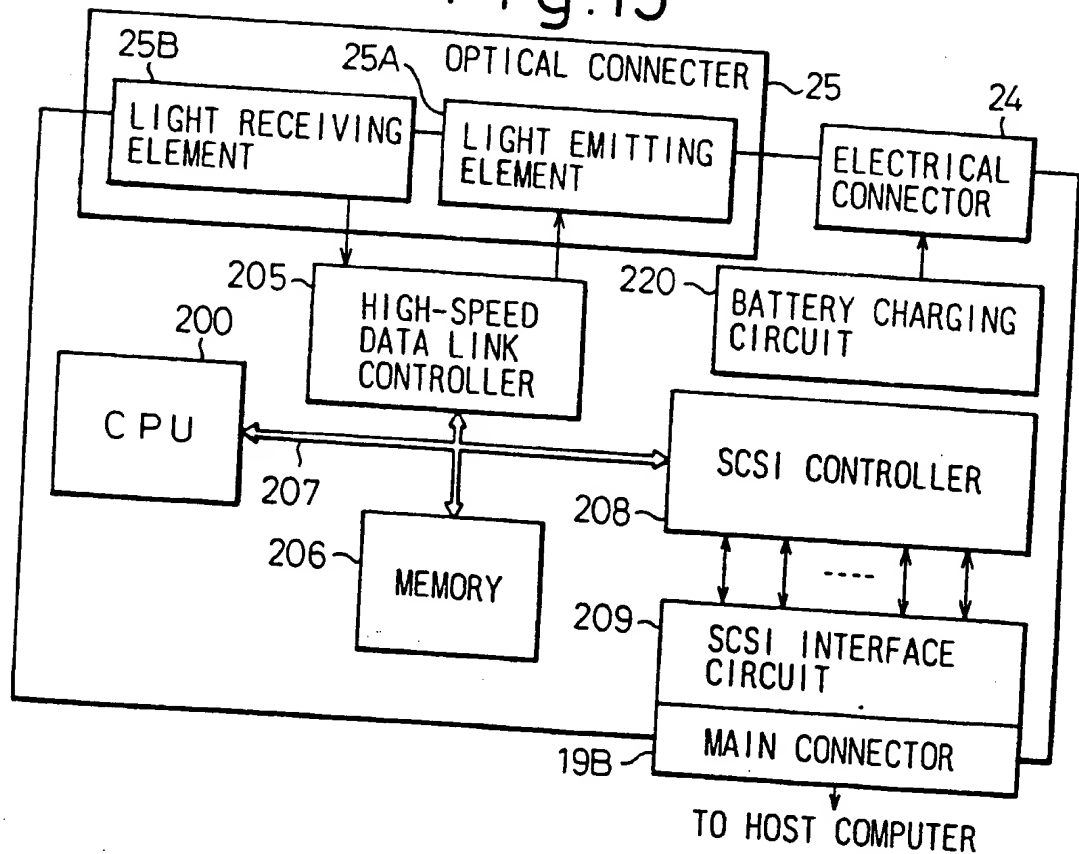 Fig.15
25B
25A
OPTICAL CONNECTER
25
24
LIGHT RECEIVING
ELEMENT
LIGHT EMITTING
ELEMENT
ELECTRICAL
CONNECTOR
205
HIGH-SPEED
DATA LINK
CONTROLLER
220
BATTERY CHARGING
CIRCUIT
200
CPU
207
SCSI CONTROLLER
208
206
MEMORY
209
SCSI INTERFACE
CIRCUIT
19B
MAIN CONNECTOR
TO HOST COMPUTER